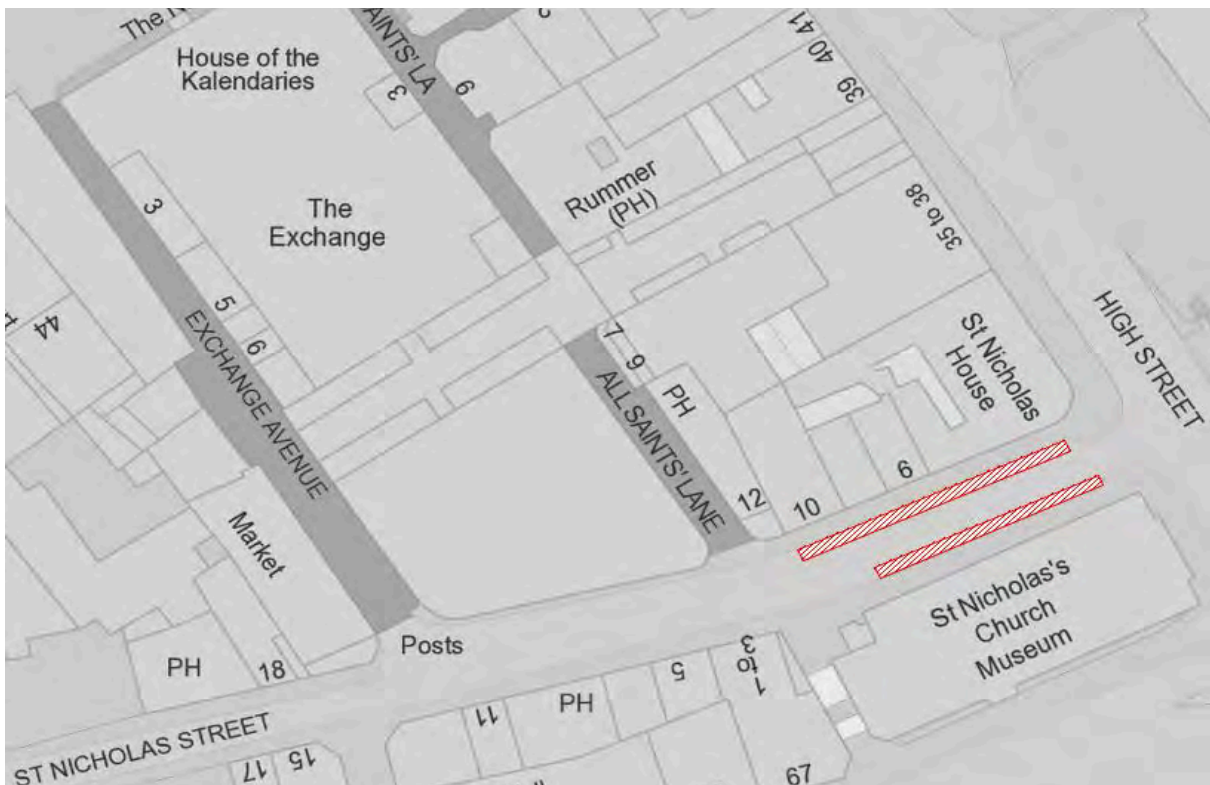 The
House of the
Kalendaries
SAINTS' LA
3
9
2
41
40
39
Rummer
(PH)
The
Exchange
3
5
6
44
EXCHANGE AVENUE
35 to 38
HIGH STREET
St Nicholas
House
7
9
PH
ALL SAINTS' LANE
12
10
6
Market
Posts
PH
18
St Nicholas's
Church
Museum
1 to 3
5
PH
11
ST NICHOLAS STREET
17
15
67